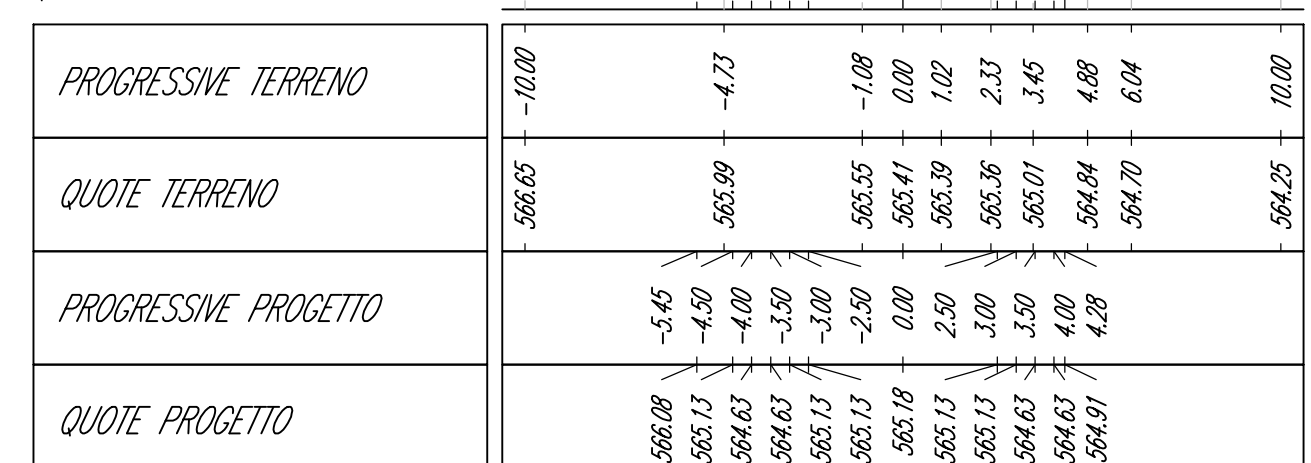 PROGRESSIVE TERRENO -10.00 -4.73 -1.08 0.00 1.02 2.33 3.45 4.88 6.04 10.00
QUOTE TERRENO 566.65 565.99 565.55 565.41 565.39 565.36 565.01 564.84 564.70 564.25
PROGRESSIVE PROGETTO -5.45 -4.50 -4.00 -3.50 -3.00 -2.50 0.00 2.50 3.00 3.50 4.00 4.28
QUOTE PROGETTO 566.08 565.13 564.63 564.63 565.13 565.13 565.18 565.13 565.13 564.63 564.63 564.91